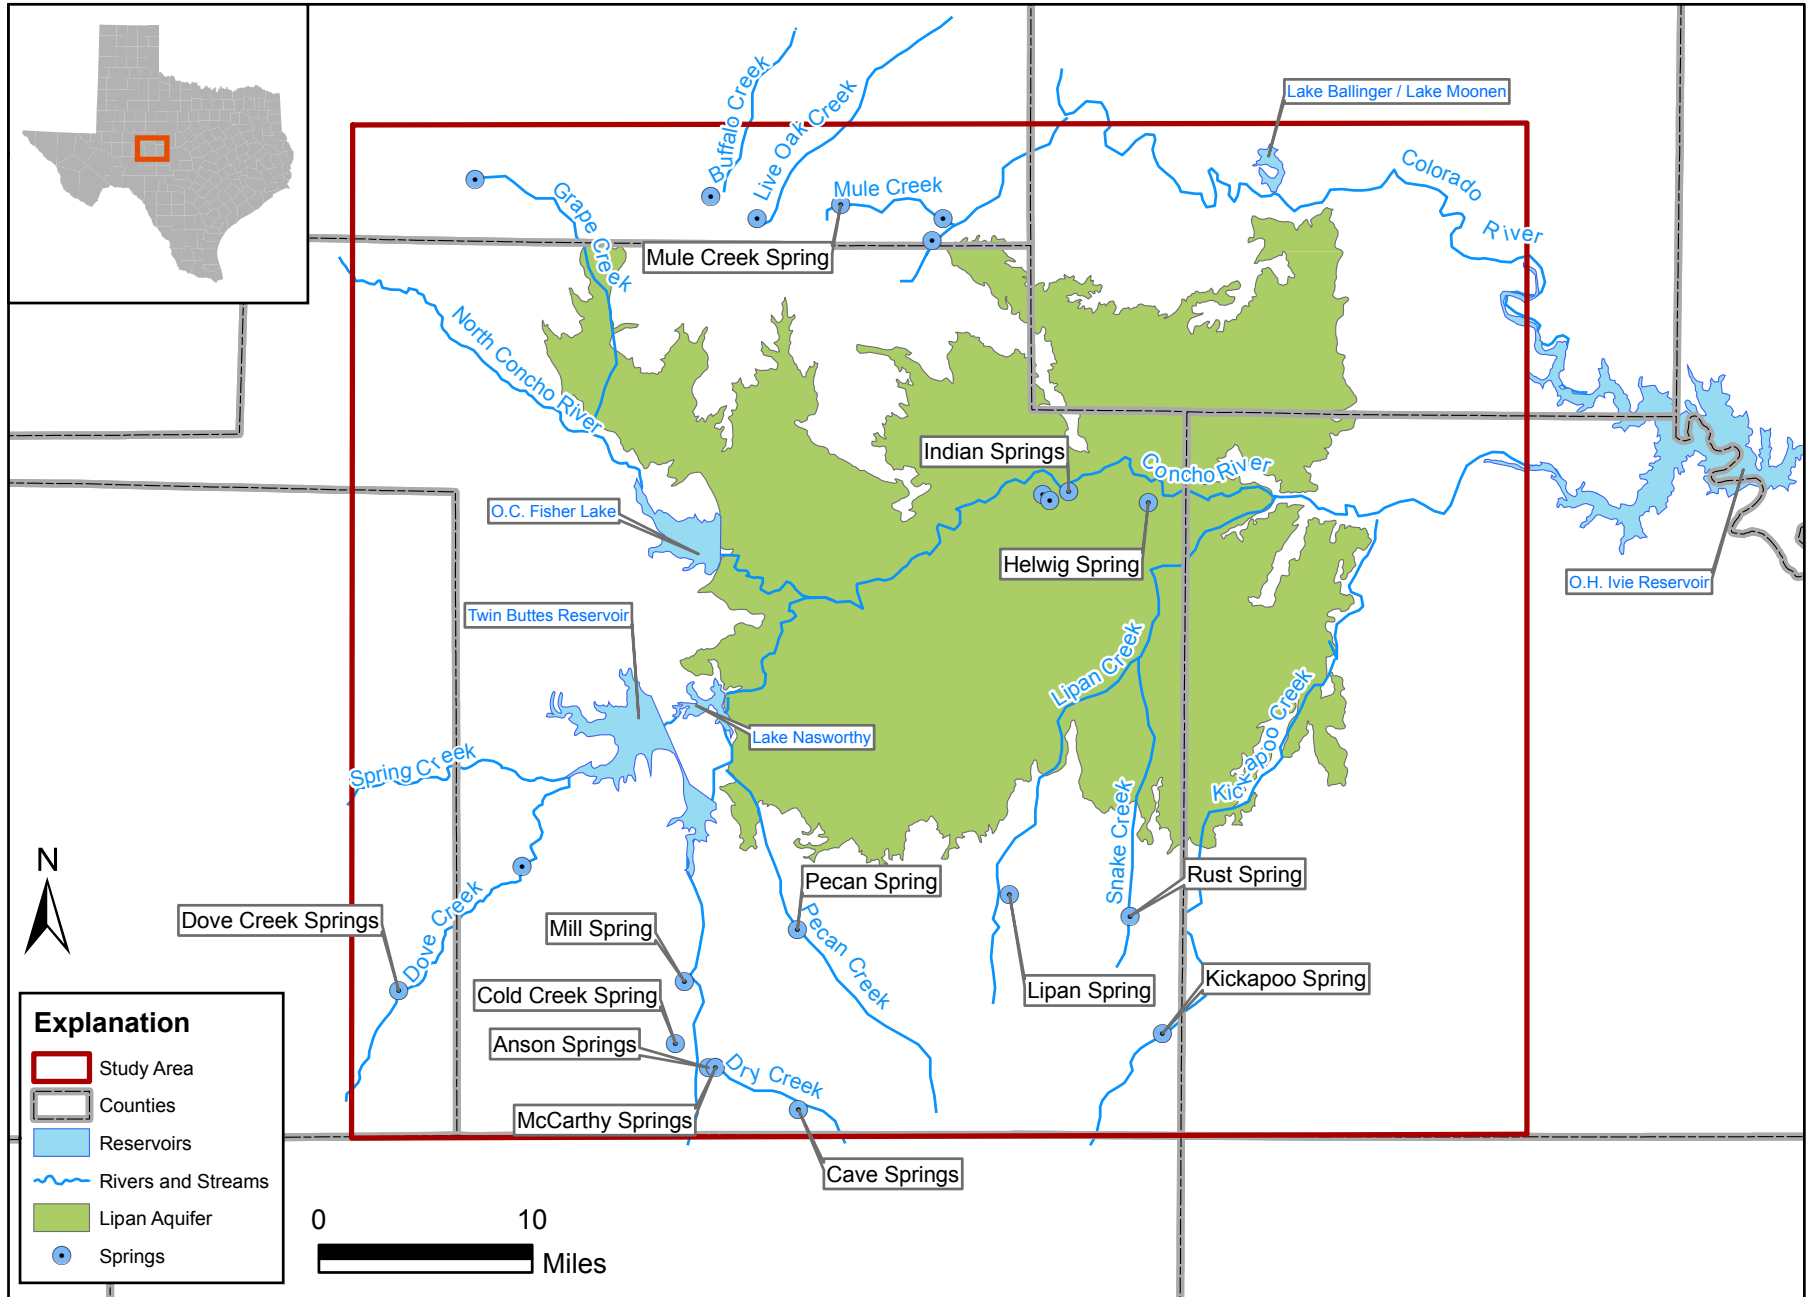 Buffalo Creek
Live Oak Creek
Lake Ballinger / Lake Moonen
Colorado
River
Grape Creek
Mule Creek
Mule Creek Spring
North Concho River
Indian Springs
Concho River
O.C. Fisher Lake
Helwig Spring
O.H. Ivie Reservoir
Twin Buttes Reservoir
Lipan Creek
Lake Nasworthy
Spring Creek
Kickapoo Creek
Snake Creek
Pecan Spring
Rust Spring
Dove Creek Springs
Dove Creek
Mill Spring
Pecan Creek
Cold Creek Spring
Lipan Spring
Kickapoo Spring
Anson Springs
Dry Creek
McCarthy Springs
Cave Springs
N
Explanation
Study Area
Counties
Reservoirs
Rivers and Streams
Lipan Aquifer
Springs
0 10
Miles